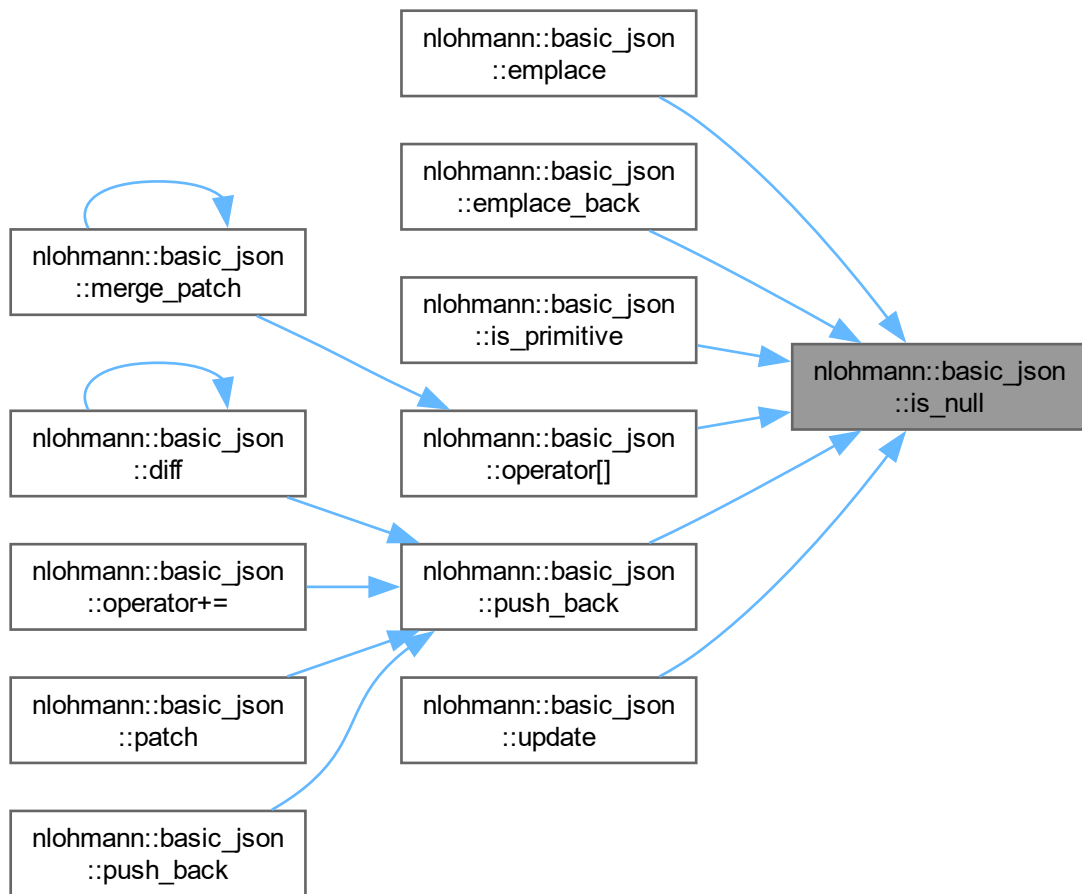 nlohmann::basic_json
::emplace
nlohmann::basic_json
::emplace_back
nlohmann::basic_json
::merge_patch
nlohmann::basic_json
::is_primitive
nlohmann::basic_json
::is_null
nlohmann::basic_json
::diff
nlohmann::basic_json
::operator[]
nlohmann::basic_json
::operator+=
nlohmann::basic_json
::push_back
nlohmann::basic_json
::patch
nlohmann::basic_json
::update
nlohmann::basic_json
::push_back